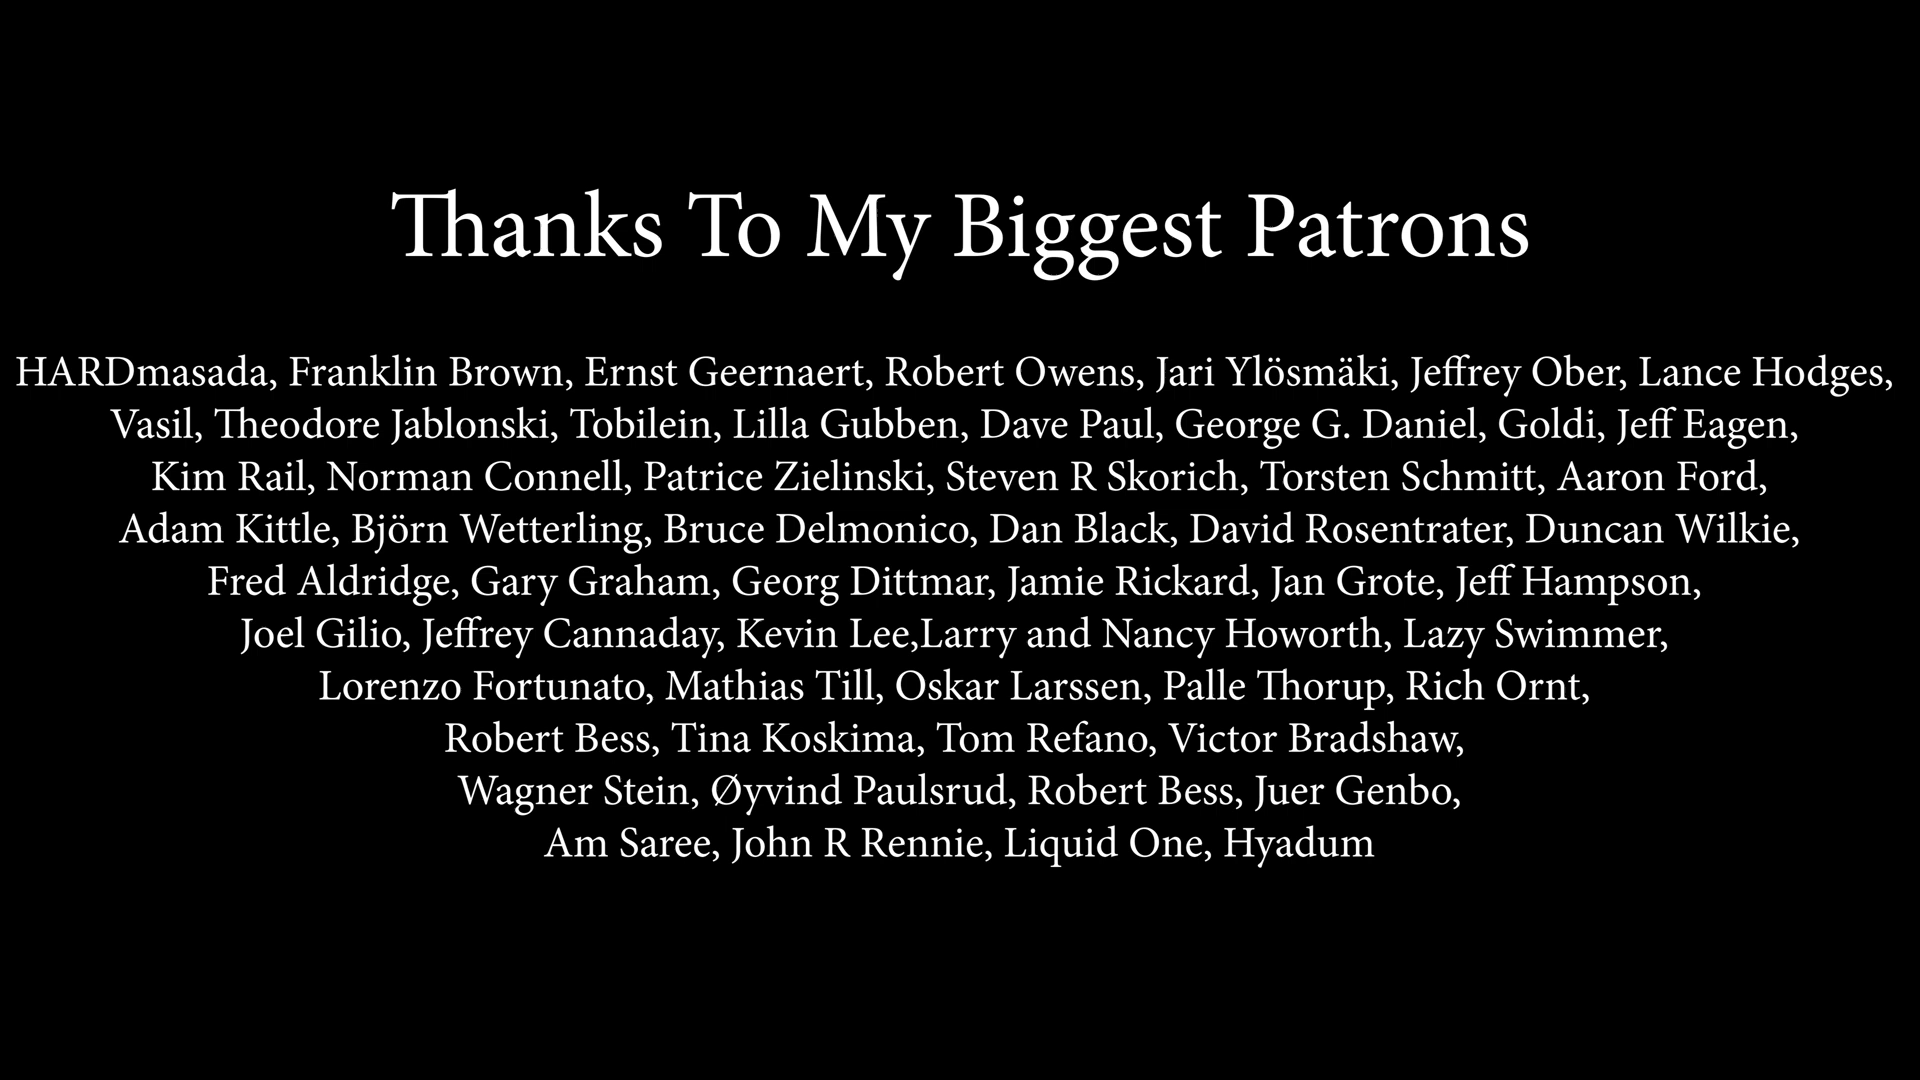 Thanks To My Biggest Patrons
HARDmasada, Franklin Brown, Ernst Geernaert, Robert Owens, Jari Ylösmäki, Jeffrey Ober, Lance Hodges,
Vasil, Theodore Jablonski, Tobilein, Lilla Gubben, Dave Paul, George G. Daniel, Goldi, Jeff Eagen,
Kim Rail, Norman Connell, Patrice Zielinski, Steven R Skorich, Torsten Schmitt, Aaron Ford,
Adam Kittle, Björn Wetterling, Bruce Delmonico, Dan Black, David Rosentrater, Duncan Wilkie,
Fred Aldridge, Gary Graham, Georg Dittmar, Jamie Rickard, Jan Grote, Jeff Hampson,
Joel Gilio, Jeffrey Cannaday, Kevin Lee,Larry and Nancy Howorth, Lazy Swimmer,
Lorenzo Fortunato, Mathias Till, Oskar Larssen, Palle Thorup, Rich Ornt,
Robert Bess, Tina Koskima, Tom Refano, Victor Bradshaw,
Wagner Stein, Øyvind Paulsrud, Robert Bess, Juer Genbo,
Am Saree, John R Rennie, Liquid One, Hyadum